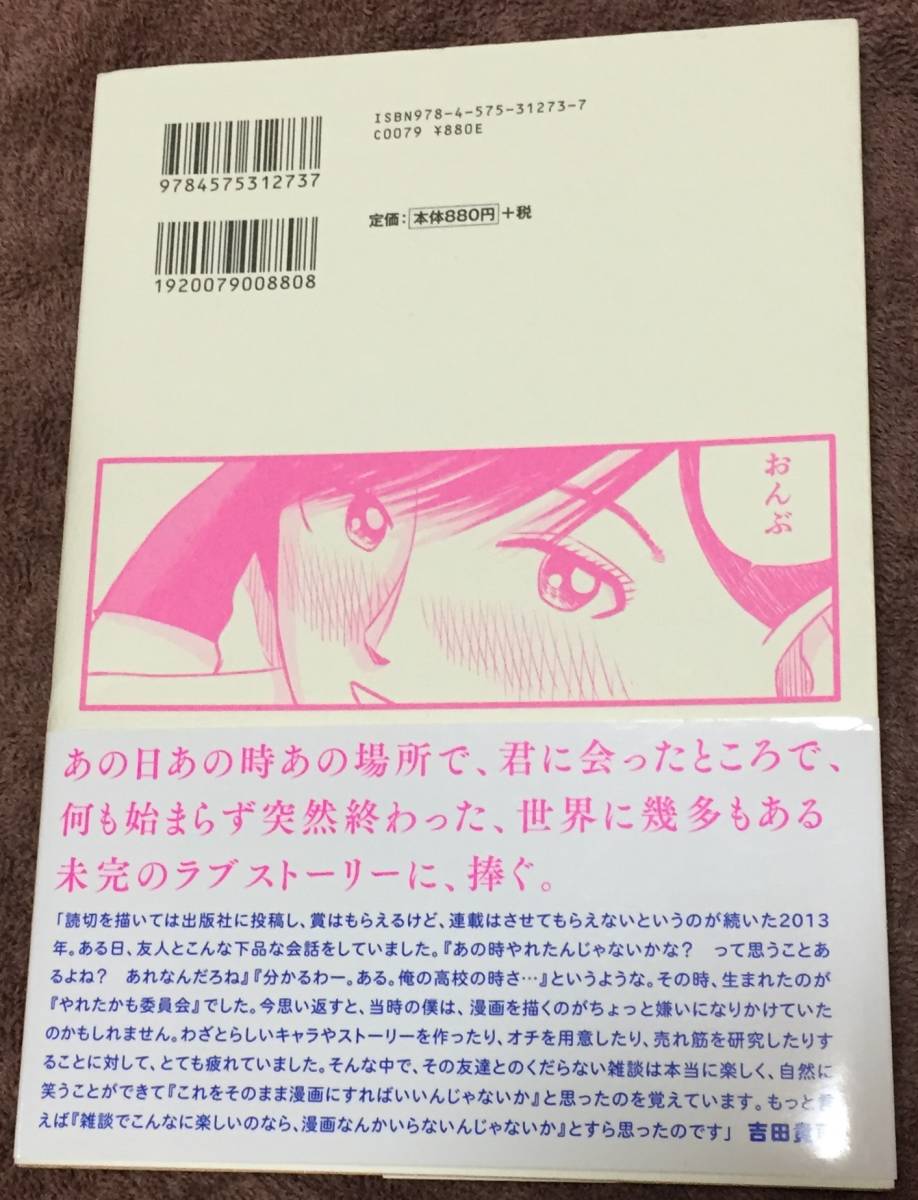 ISBN978-4-575-31273-7
C0079 ¥880E
9784575312737
定価：本体880円+税
1920079008808
おんぶ
あの日あの時あの場所で、君に会ったところで、
何も始まらず突然終わった、世界に幾多もある
未完のラブストーリーに、捧ぐ。
「読切を描いては出版社に投稿し、賞はもらえるけど、連載はさせてもらえないというのが続いた2013
年。ある日、友人とこんな下品な会話をしていました。『あの時やれたんじゃないかな？　って思うことあ
るよね？　あれなんだろね』『分かるわー。ある。俺の高校の時さ…』というような。その時、生まれたのが
『やれたかも委員会』でした。今思い返すと、当時の僕は、漫画を描くのがちょっと嫌いになりかけていた
のかもしれません。わざとらしいキャラやストーリーを作ったり、オチを用意したり、売れ筋を研究したりす
ることに対して、とても疲れていました。そんな中で、その友達とのくだらない雑談は本当に楽しく、自然に
笑うことができて『これをそのまま漫画にすればいいんじゃないか』と思ったのを覚えています。もっと言
えば『雑談でこんなに楽しいのなら、漫画なんかいらないんじゃないか』とすら思ったのです」 吉田貴